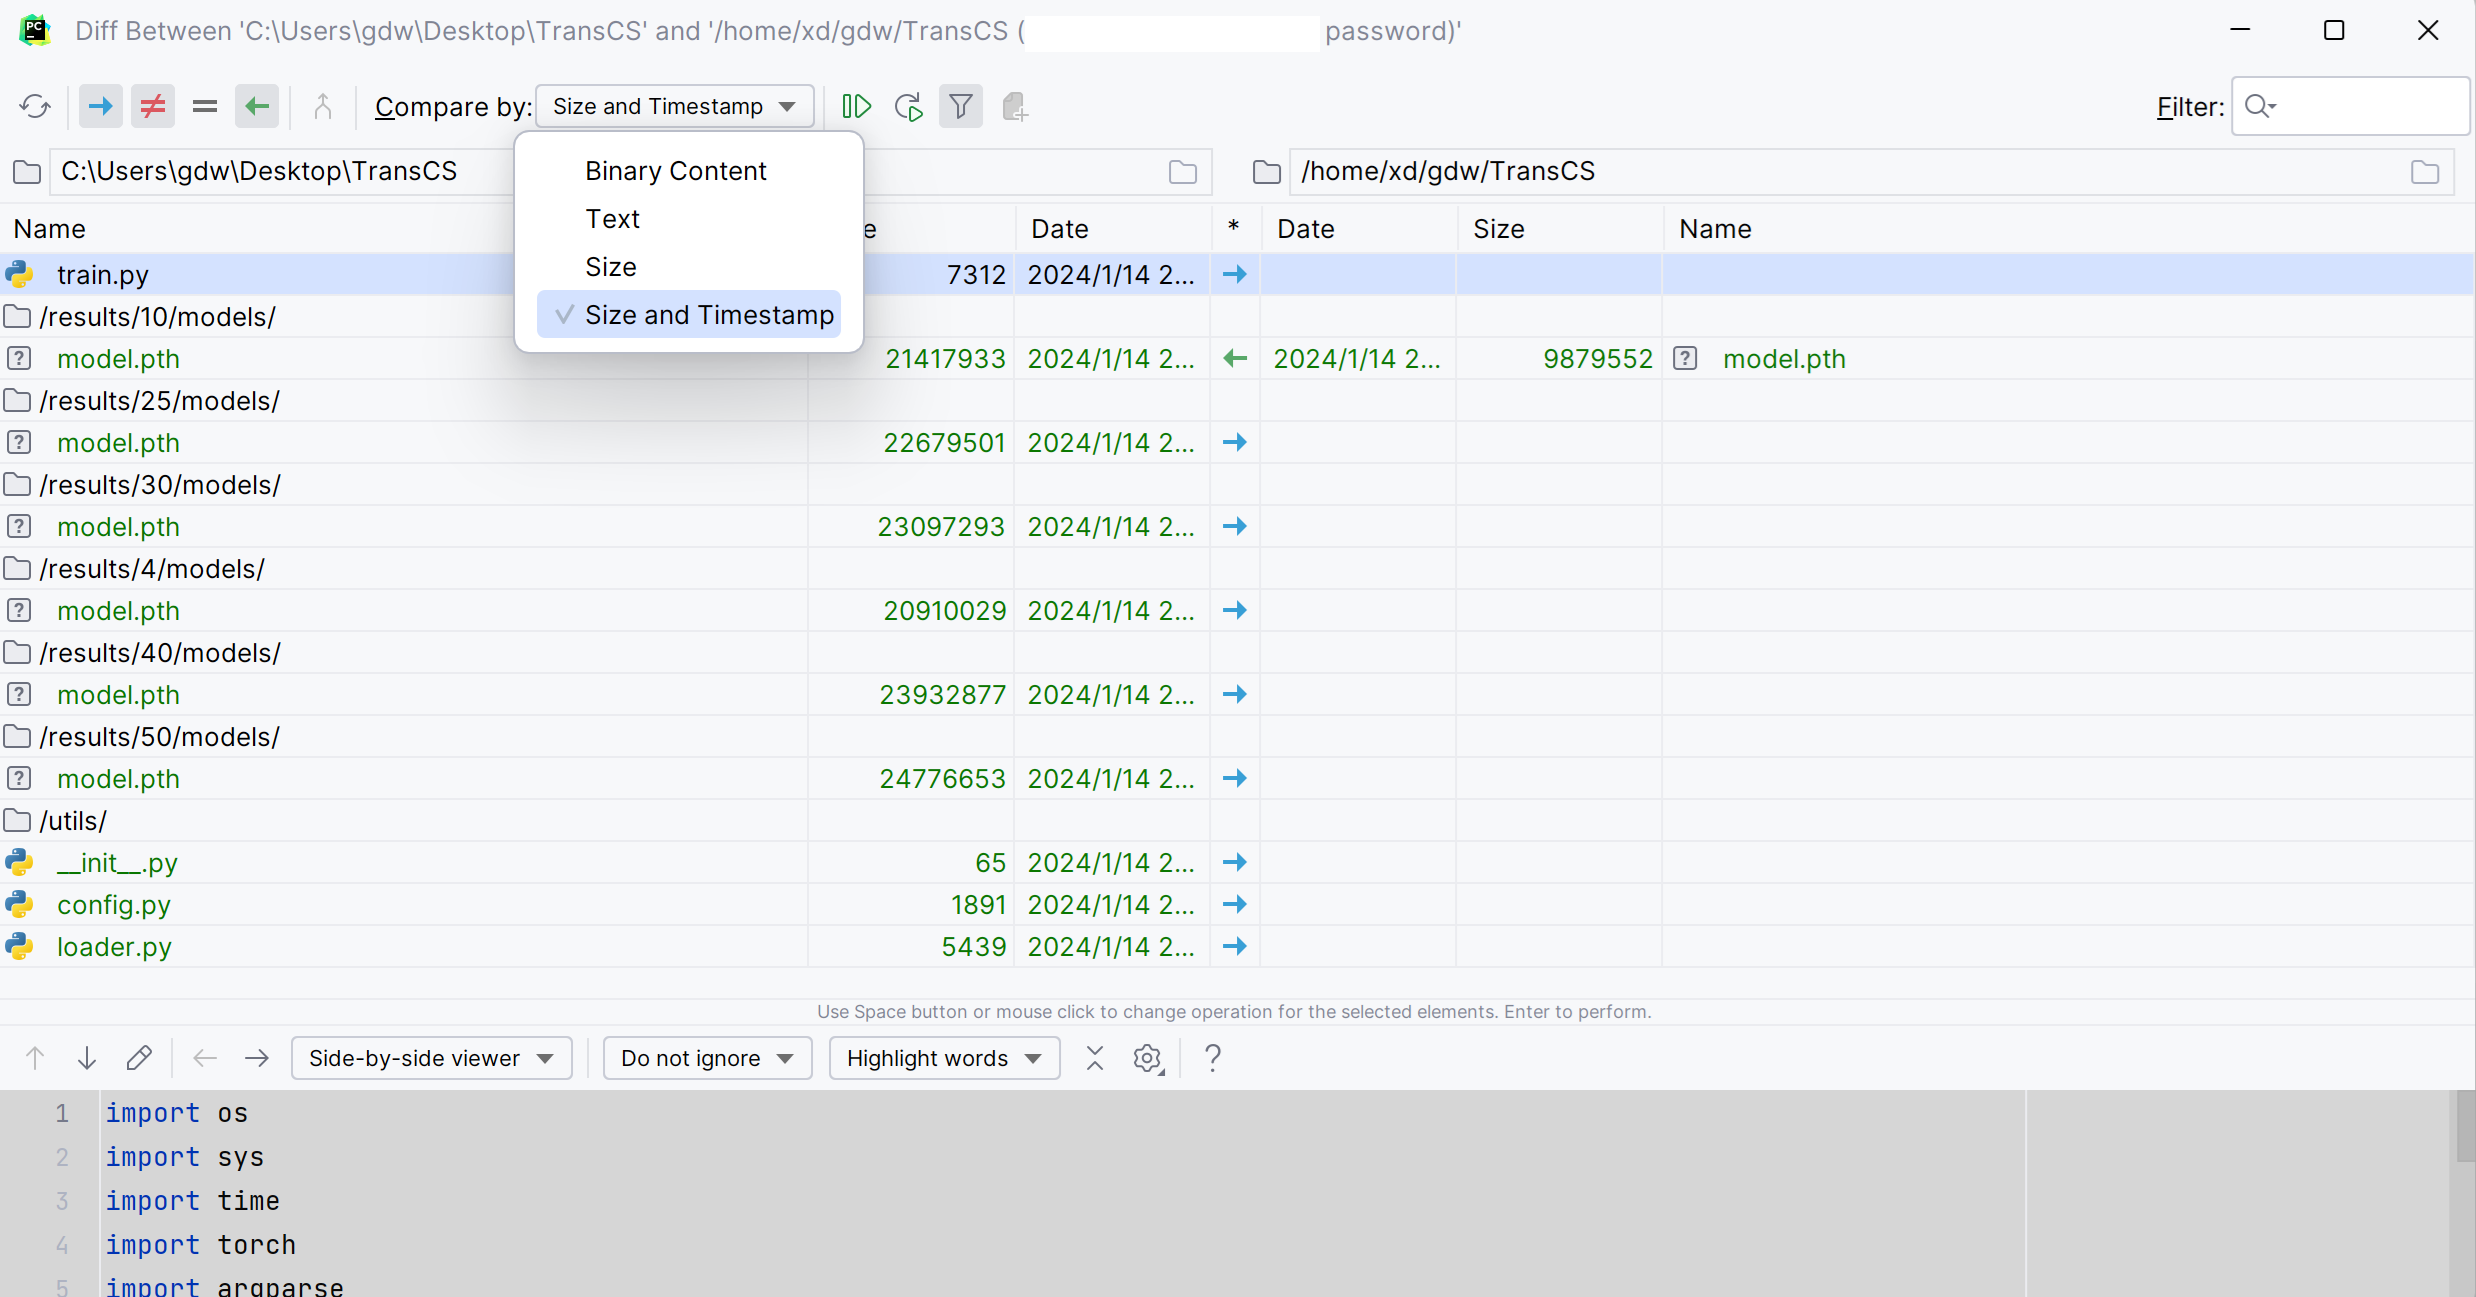 Diff Between 'C:\Users\gdw\Desktop\TransCS' and '/home/xd/gdw/TransCS ( password)'
Compare by: Size and Timestamp Filter:
Binary Content
Text
Size
Size and Timestamp
C:\Users\gdw\Desktop\TransCS /home/xd/gdw/TransCS
Name e Date * Date Size Name
train.py 7312 2024/1/14 2...
/results/10/models/
model.pth 21417933 2024/1/14 2... 2024/1/14 2... 9879552 model.pth
/results/25/models/
model.pth 22679501 2024/1/14 2...
/results/30/models/
model.pth 23097293 2024/1/14 2...
/results/4/models/
model.pth 20910029 2024/1/14 2...
/results/40/models/
model.pth 23932877 2024/1/14 2...
/results/50/models/
model.pth 24776653 2024/1/14 2...
/utils/
__init__.py 65 2024/1/14 2...
config.py 1891 2024/1/14 2...
loader.py 5439 2024/1/14 2...
Use Space button or mouse click to change operation for the selected elements. Enter to perform.
Side-by-side viewer Do not ignore Highlight words ?
1 import os
2 import sys
3 import time
4 import torch
5 import argparse